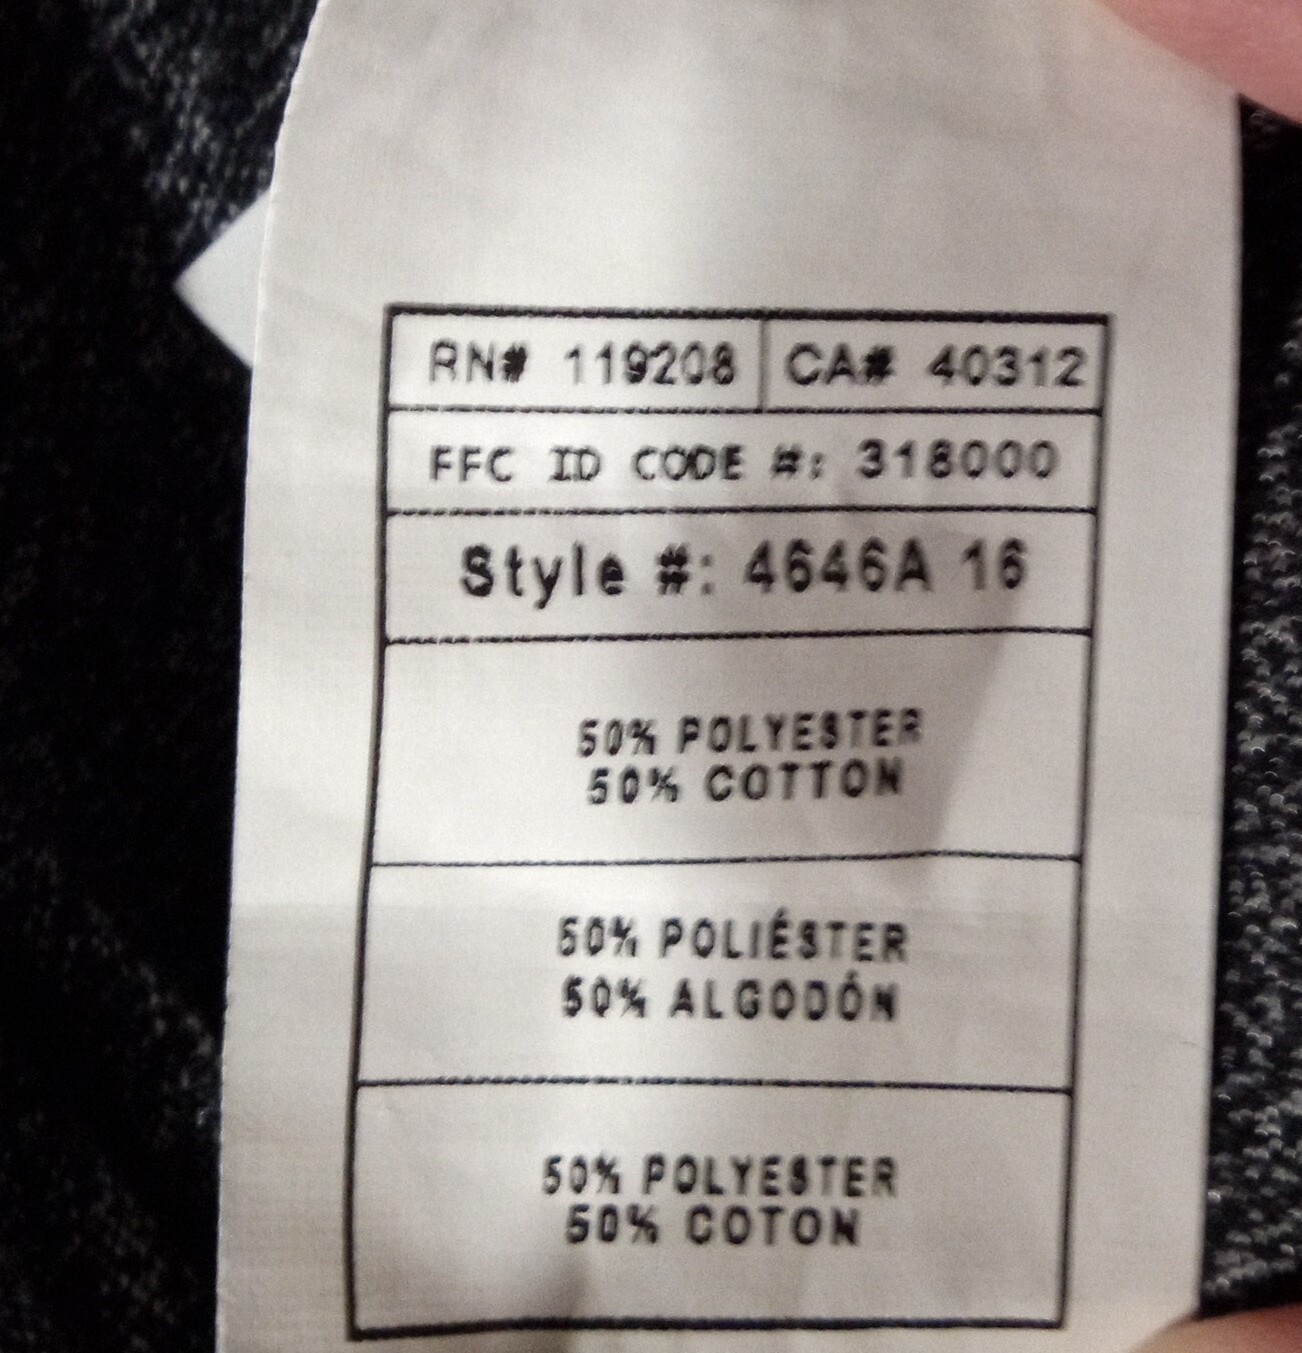 RN# 119208 CA# 40312
FFC ID CODE #: 318000
Style #: 4646A 16
50% POLYESTER
50% COTTON
50% POLIÉSTER
50% ALGODÓN
50% POLYESTER
50% COTON